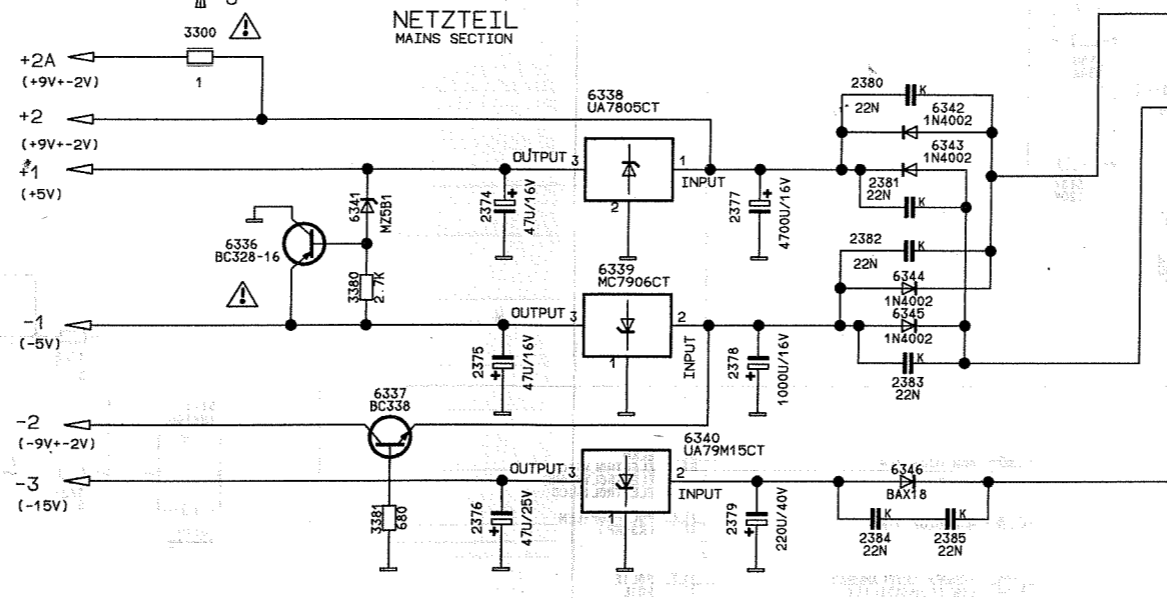 NETZTEIL
MAINS SECTION
3300
1
+2A
(+9V+-2V)
+2
(+9V+-2V)
+1
(+5V)
6338
UA7805CT
OUTPUT 3
1
INPUT
2
6341
MZ5B1
2374
47U/16V
2377
4700U/16V
2380
22N
K
6342
1N4002
6343
1N4002
2381
22N
K
6336
BC328-16
3380
2.7K
2382
22N
K
6344
1N4002
6345
1N4002
K
2383
22N
6339
MC7906CT
OUTPUT 3
2
INPUT
1
-1
(-5V)
2375
47U/16V
2378
1000U/16V
6337
BC338
-2
(-9V+-2V)
6340
UA79M15CT
OUTPUT 3
2
INPUT
1
-3
(-15V)
3381
680
2376
47U/25V
2379
220U/40V
6346
BAX18
K
K
2384
22N
2385
22N